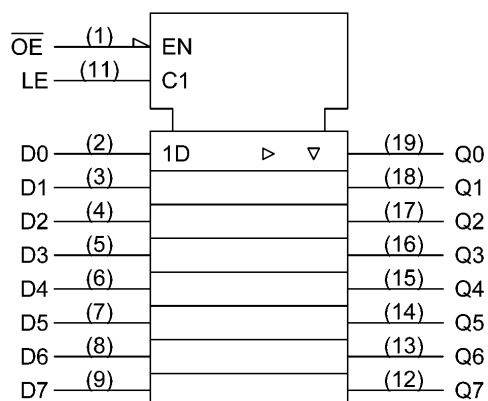 O̅E̅ (1) EN
LE (11) C1
D0 (2) 1D (19) Q0
D1 (3) (18) Q1
D2 (4) (17) Q2
D3 (5) (16) Q3
D4 (6) (15) Q4
D5 (7) (14) Q5
D6 (8) (13) Q6
D7 (9) (12) Q7